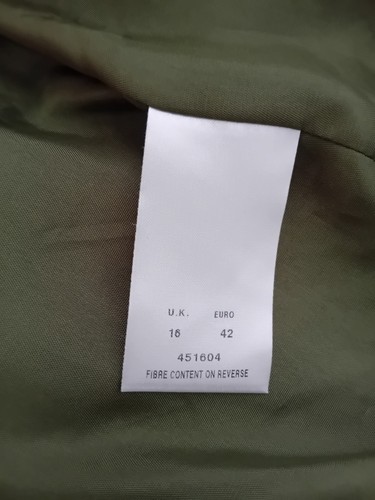 U.K. EURO
16 42
451604
FIBRE CONTENT ON REVERSE